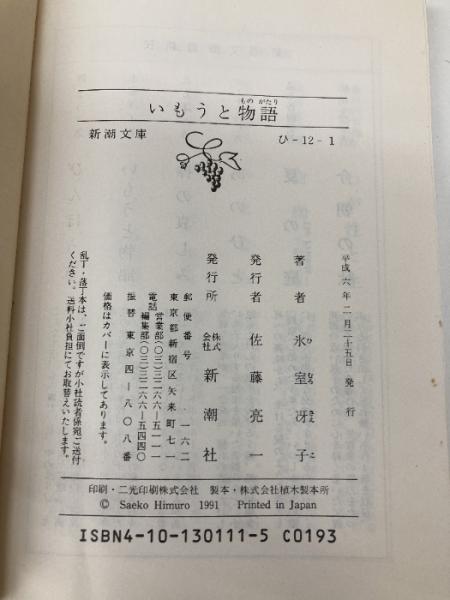 いもうと物語
もの がたり
新潮文庫
ひ-12-1
平成六年二月二十五日 発行
著者 氷室冴子
ひ むろ さえ こ
発行者 佐藤亮一
発行所 株式会社 新潮社
郵便番号 一六二
東京都新宿区矢来町七一
電話 営業部(〇三)三二六六-五一一一
編集部(〇三)三二六六-五四四〇
振替 東京四-八〇八番
価格はカバーに表示してあります。
乱丁・落丁本は、ご面倒ですが小社読者係宛ご送付
ください。送料小社負担にてお取替えいたします。
印刷・二光印刷株式会社 製本・株式会社植木製本所
© Saeko Himuro 1991 Printed in Japan
ISBN4-10-130111-5 C0193